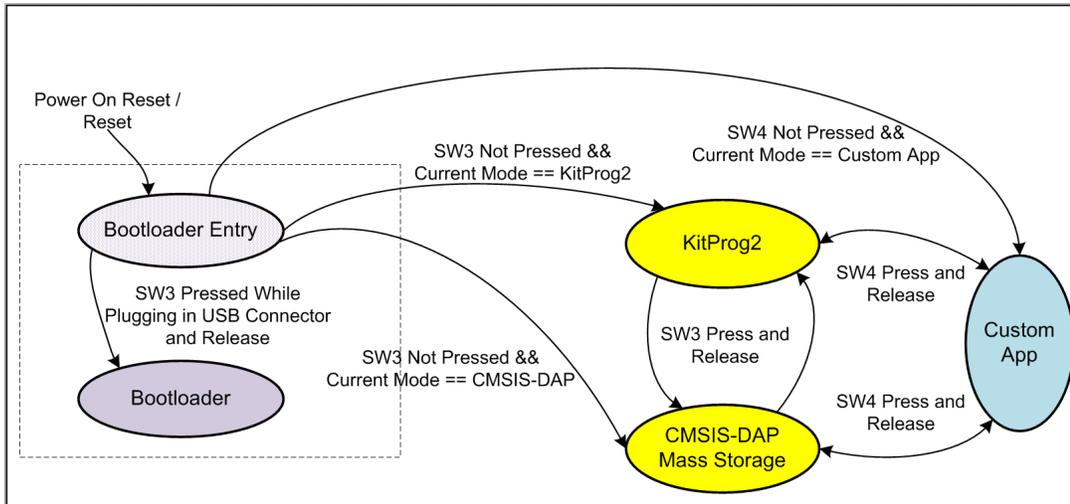 Power On Reset /
Reset
SW3 Not Pressed &&
Current Mode == KitProg2
SW4 Not Pressed &&
Current Mode == Custom App
Bootloader Entry
KitProg2
SW4 Press and
Release
SW3 Pressed While
Plugging in USB Connector
and Release
SW3 Press and
Release
Custom
App
SW3 Not Pressed &&
Current Mode == CMSIS-DAP
Bootloader
SW4 Press and
Release
CMSIS-DAP
Mass Storage